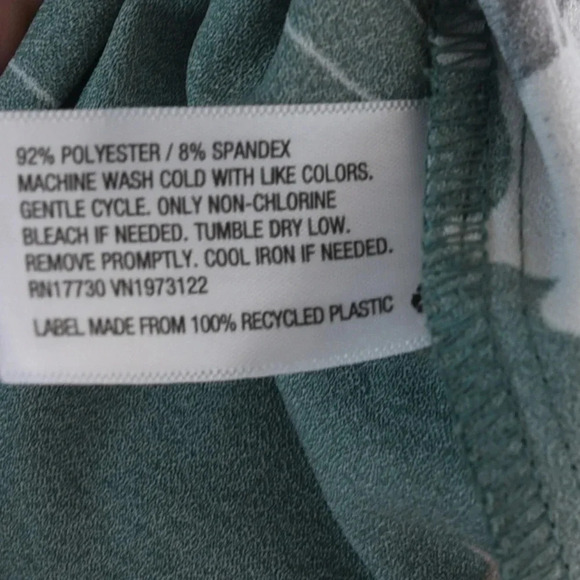 92% POLYESTER / 8% SPANDEX
MACHINE WASH COLD WITH LIKE COLORS.
GENTLE CYCLE. ONLY NON-CHLORINE
BLEACH IF NEEDED. TUMBLE DRY LOW.
REMOVE PROMPTLY. COOL IRON IF NEEDED.
RN17730 VN1973122
LABEL MADE FROM 100% RECYCLED PLASTIC